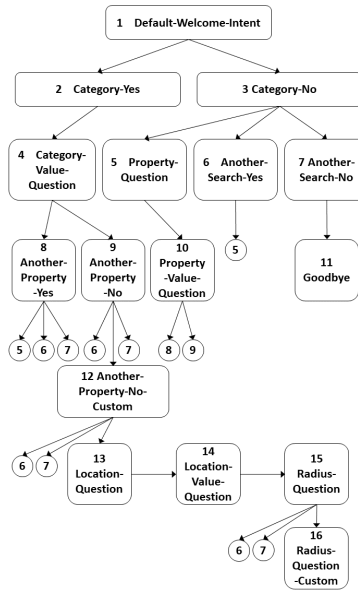 1 Default-Welcome-Intent
2 Category-Yes
3 Category-No
4 Category-
Value-
Question
5 Property-
Question
6 Another-
Search-Yes
7 Another-
Search-No
8
Another-
Property
-Yes
9
Another-
Property
-No
10
Property
-Value-
Question
5
11
Goodbye
5
6
7
6
7
8
9
12 Another-
Property-No-
Custom
6
7
13
Location-
Question
14
Location-
Value-
Question
15
Radius-
Question
6
7
16
Radius-
Question
-Custom